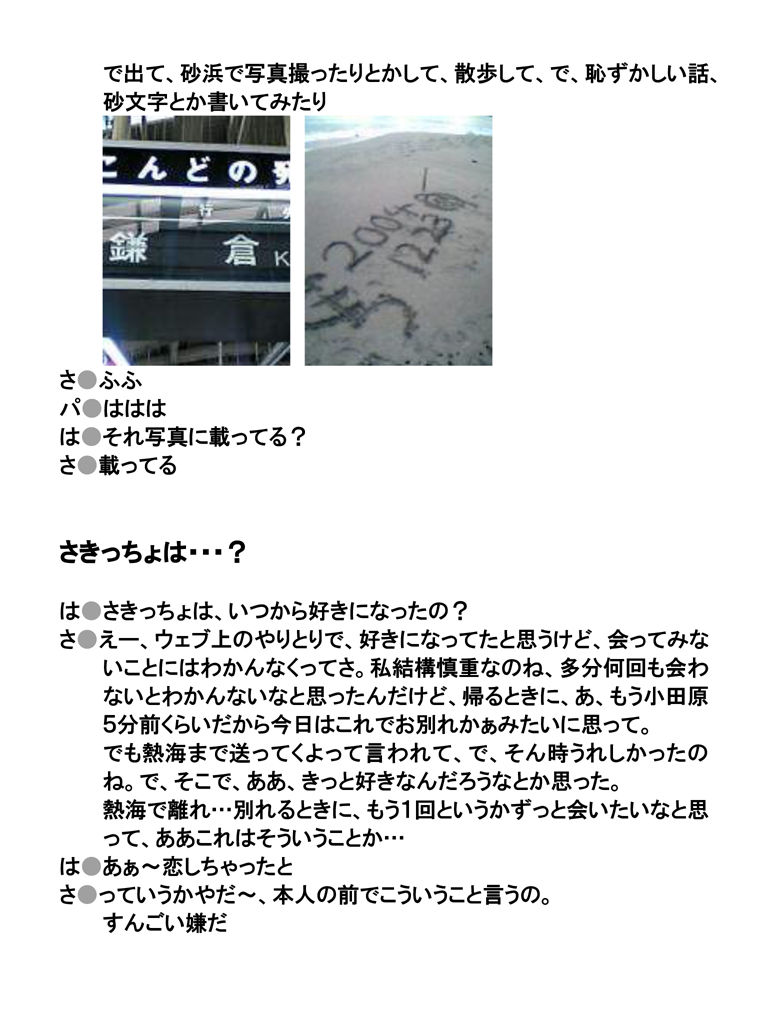 で出て、砂浜で写真撮ったりとかして、散歩して、で、恥ずかしい話、
砂文字とか書いてみたり
こんどの発
行
鎌倉 K
2004
12.23
さ●ふふ
パ●ははは
は●それ写真に載ってる？
さ●載ってる
さきっちょは・・・？
は●さきっちょは、いつから好きになったの？
さ●えー、ウェブ上のやりとりで、好きになってたと思うけど、会ってみな
いことにはわかんなくってさ。私結構慎重なのね、多分何回も会わ
ないとわかんないなと思ったんだけど、帰るときに、あ、もう小田原
５分前くらいだから今日はこれでお別れかぁみたいに思って。
でも熱海まで送ってくよって言われて、で、そん時うれしかったの
ね。で、そこで、ああ、きっと好きなんだろうなとか思った。
熱海で離れ…別れるときに、もう１回というかずっと会いたいなと思
って、ああこれはそういうことか…
は●あぁ～恋しちゃったと
さ●っていうかやだ～、本人の前でこういうこと言うの。
すんごい嫌だ